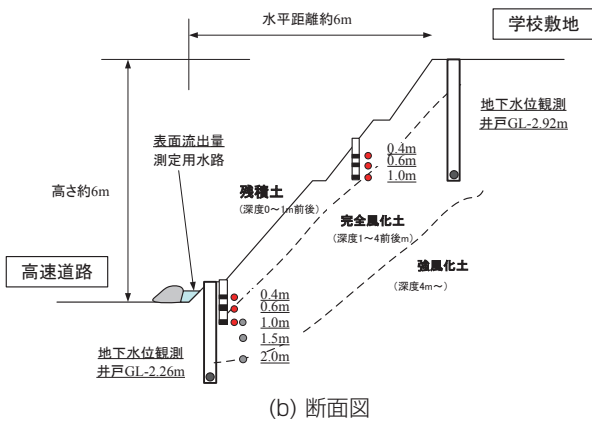 水平距離約6m
学校敷地
地下水位観測
井戸GL-2.92m
表面流出量
測定用水路
0.4m
0.6m
1.0m
高さ約6m
残積土
(深度0～1m前後)
完全風化土
(深度1～4前後m)
強風化土
(深度4m～)
高速道路
0.4m
0.6m
1.0m
1.5m
2.0m
地下水位観測
井戸GL-2.26m
(b) 断面図